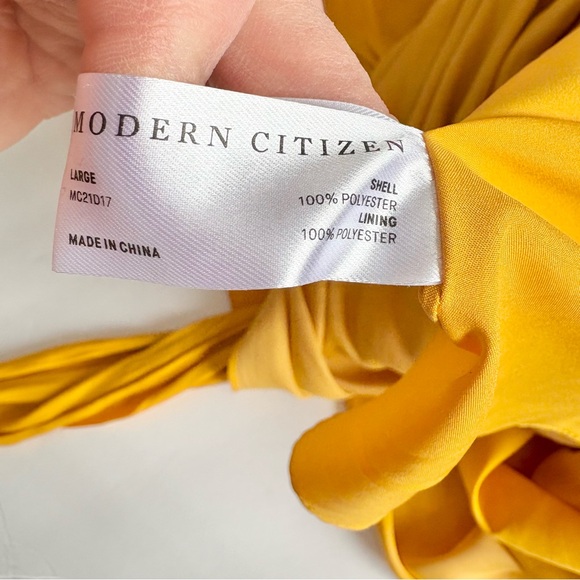 MODERN CITIZEN
LARGE
MC21D17
MADE IN CHINA
SHELL
100% POLYESTER
LINING
100% POLYESTER